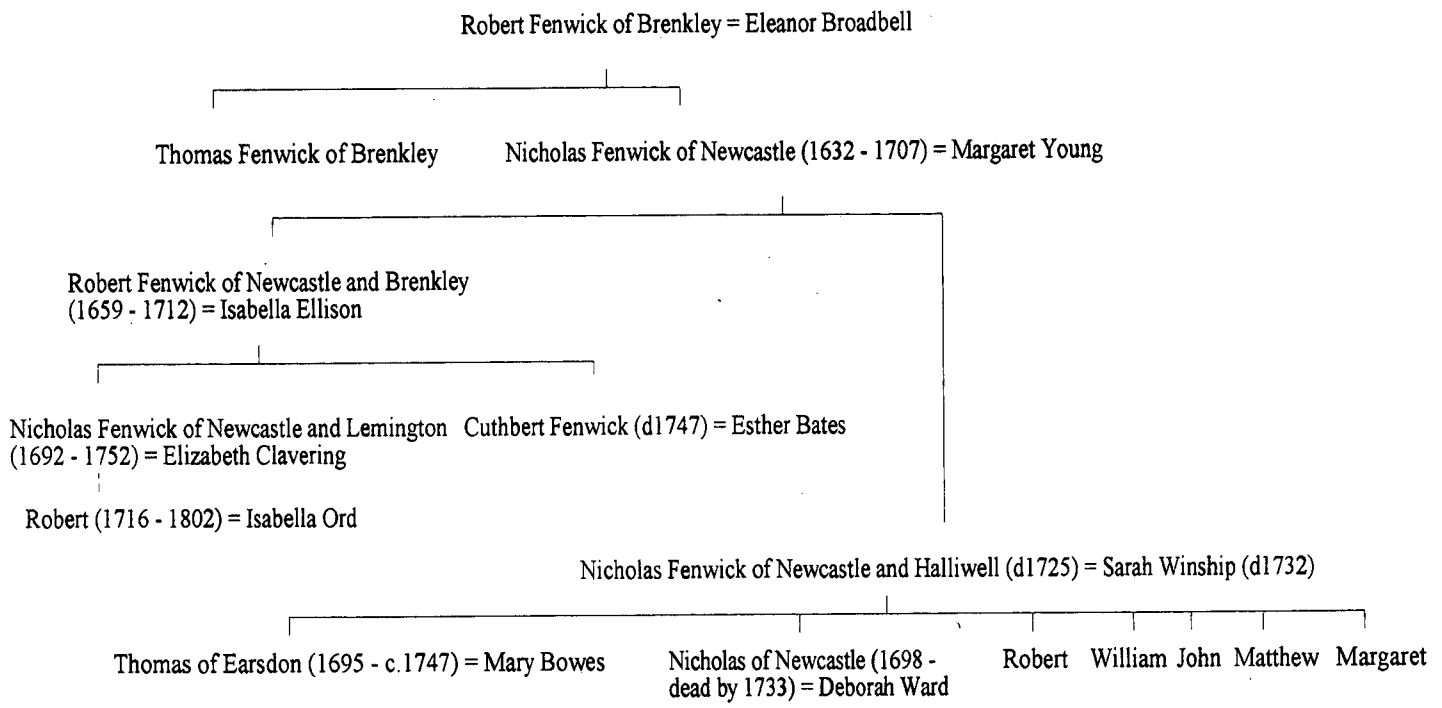 Robert Fenwick of Brenkley = Eleanor Broadbell
Thomas Fenwick of Brenkley
Nicholas Fenwick of Newcastle (1632 - 1707) = Margaret Young
Robert Fenwick of Newcastle and Brenkley
(1659 - 1712) = Isabella Ellison
Nicholas Fenwick of Newcastle and Lemington
(1692 - 1752) = Elizabeth Clavering
Cuthbert Fenwick (d1747) = Esther Bates
Robert (1716 - 1802) = Isabella Ord
Nicholas Fenwick of Newcastle and Halliwell (d1725) = Sarah Winship (d1732)
Thomas of Earsdon (1695 - c.1747) = Mary Bowes
Nicholas of Newcastle (1698 -
dead by 1733) = Deborah Ward
Robert
William
John
Matthew
Margaret